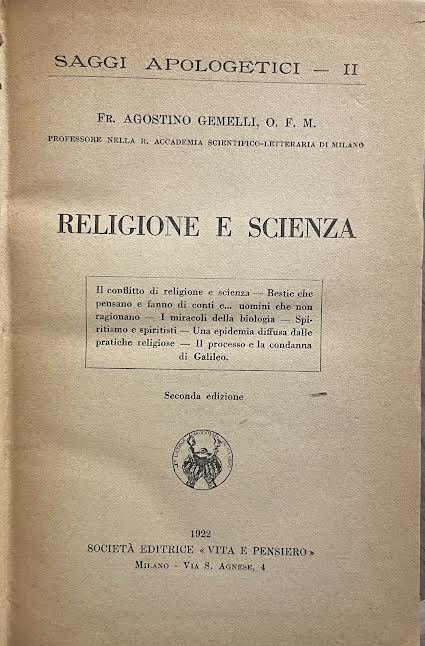 SAGGI APOLOGETICI — II
FR. AGOSTINO GEMELLI, O. F. M.
PROFESSORE NELLA R. ACCADEMIA SCIENTIFICO-LETTERARIA DI MILANO
RELIGIONE E SCIENZA
Il conflitto di religione e scienza — Bestie che
pensano e fanno di conti e... uomini che non
ragionano — I miracoli della biologia — Spi-
ritismo e spiritisti — Una epidemia diffusa dalle
pratiche religiose — Il processo e la condanna
di Galileo.
Seconda edizione
1922
SOCIETÀ EDITRICE «VITA E PENSIERO»
MILANO - VIA S. AGNESE, 4